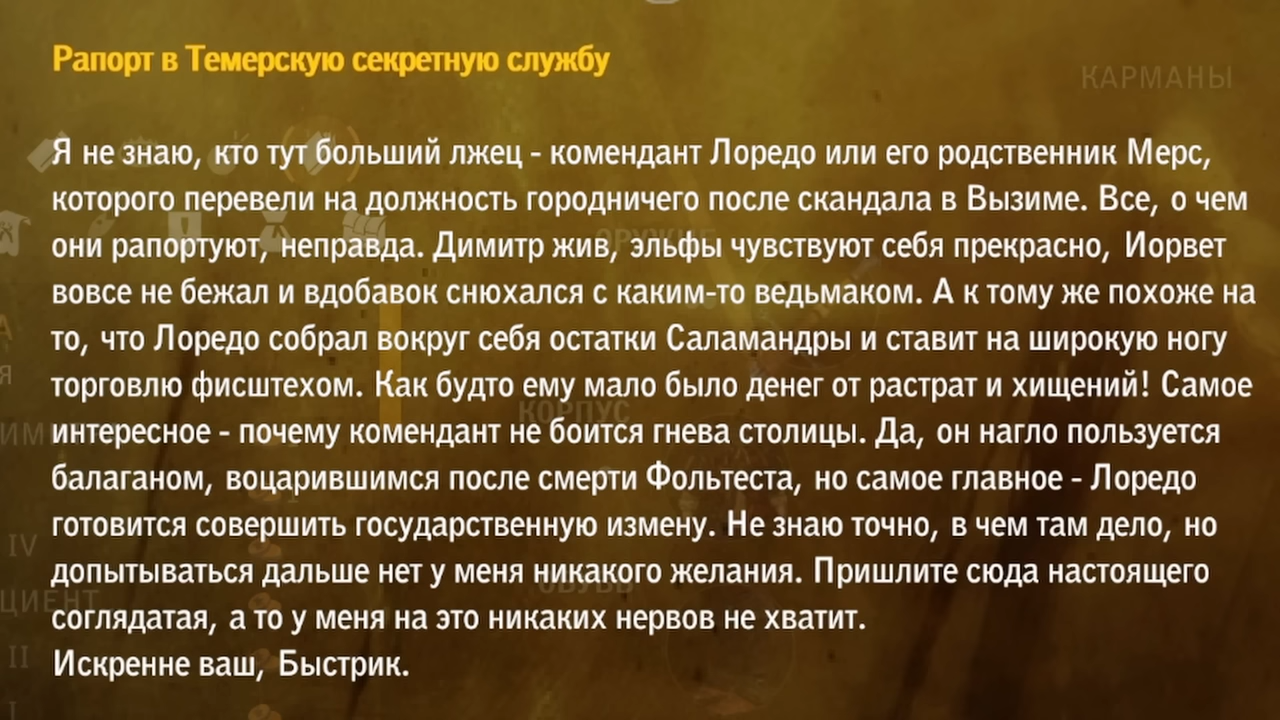 Рапорт в Темерскую секретную службу
КАРМАНЫ
Я не знаю, кто тут больший лжец - комендант Лоредо или его родственник Мерс,
которого перевели на должность городничего после скандала в Вызиме. Все, о чем
они рапортуют, неправда. Димитр жив, эльфы чувствуют себя прекрасно, Иорвет
вовсе не бежал и вдобавок снюхался с каким-то ведьмаком. А к тому же похоже на
то, что Лоредо собрал вокруг себя остатки Саламандры и ставит на широкую ногу
торговлю фисштехом. Как будто ему мало было денег от растрат и хищений! Самое
КОРПУС
интересное - почему комендант не боится гнева столицы. Да, он нагло пользуется
балаганом, воцарившимся после смерти Фольтеста, но самое главное - Лоредо
готовится совершить государственную измену. Не знаю точно, в чем там дело, но
IV
допытываться дальше нет у меня никакого желания. Пришлите сюда настоящего
ОБУВЬ
соглядатая, а то у меня на это никаких нервов не хватит.
II
Искренне ваш, Быстрик.
I